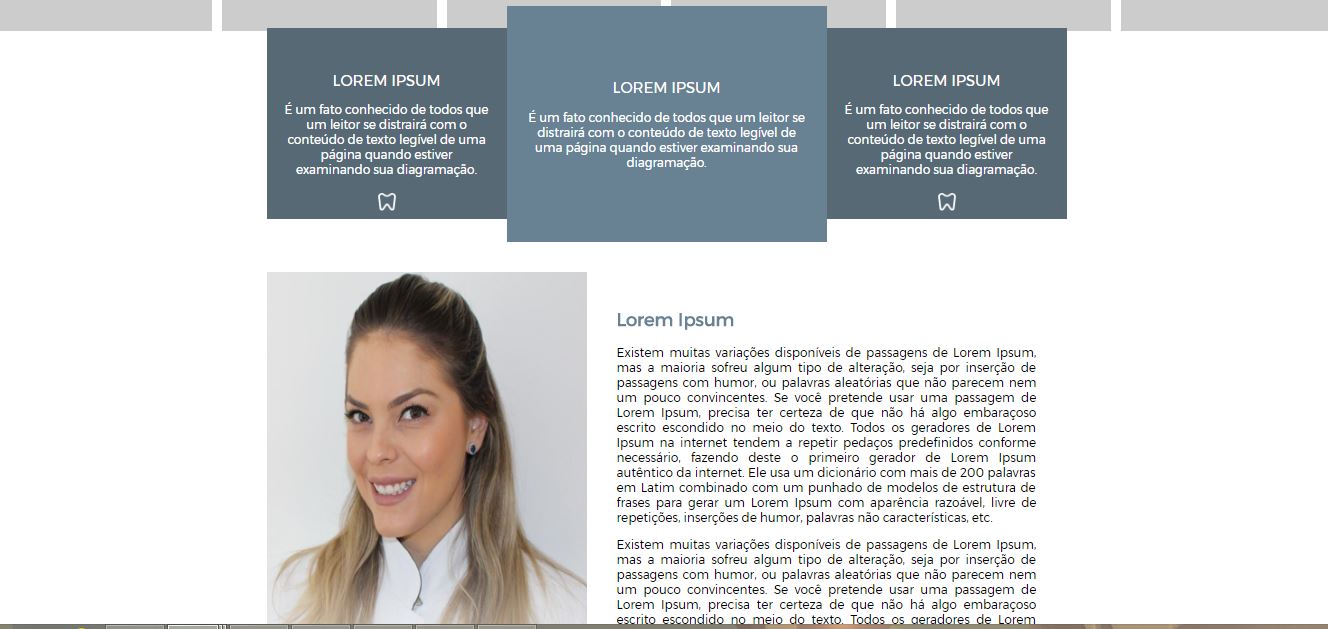 LOREM IPSUM
É um fato conhecido de todos que
um leitor se distrairá com o
conteúdo de texto legível de uma
página quando estiver
examinando sua diagramação.
LOREM IPSUM
É um fato conhecido de todos que um leitor se
distrairá com o conteúdo de texto legível de
uma página quando estiver examinando sua
diagramação.
LOREM IPSUM
É um fato conhecido de todos que
um leitor se distrairá com o
conteúdo de texto legível de uma
página quando estiver
examinando sua diagramação.
Lorem Ipsum
Existem muitas variações disponíveis de passagens de Lorem Ipsum,
mas a maioria sofreu algum tipo de alteração, seja por inserção de
passagens com humor, ou palavras aleatórias que não parecem nem
um pouco convincentes. Se você pretende usar uma passagem de
Lorem Ipsum, precisa ter certeza de que não há algo embaraçoso
escrito escondido no meio do texto. Todos os geradores de Lorem
Ipsum na internet tendem a repetir pedaços predefinidos conforme
necessário, fazendo deste o primeiro gerador de Lorem Ipsum
autêntico da internet. Ele usa um dicionário com mais de 200 palavras
em Latim combinado com um punhado de modelos de estrutura de
frases para gerar um Lorem Ipsum com aparência razoável, livre de
repetições, inserções de humor, palavras não características, etc.
Existem muitas variações disponíveis de passagens de Lorem Ipsum,
mas a maioria sofreu algum tipo de alteração, seja por inserção de
passagens com humor, ou palavras aleatórias que não parecem nem
um pouco convincentes. Se você pretende usar uma passagem de
Lorem Ipsum, precisa ter certeza de que não há algo embaraçoso
escrito escondido no meio do texto. Todos os geradores de Lorem